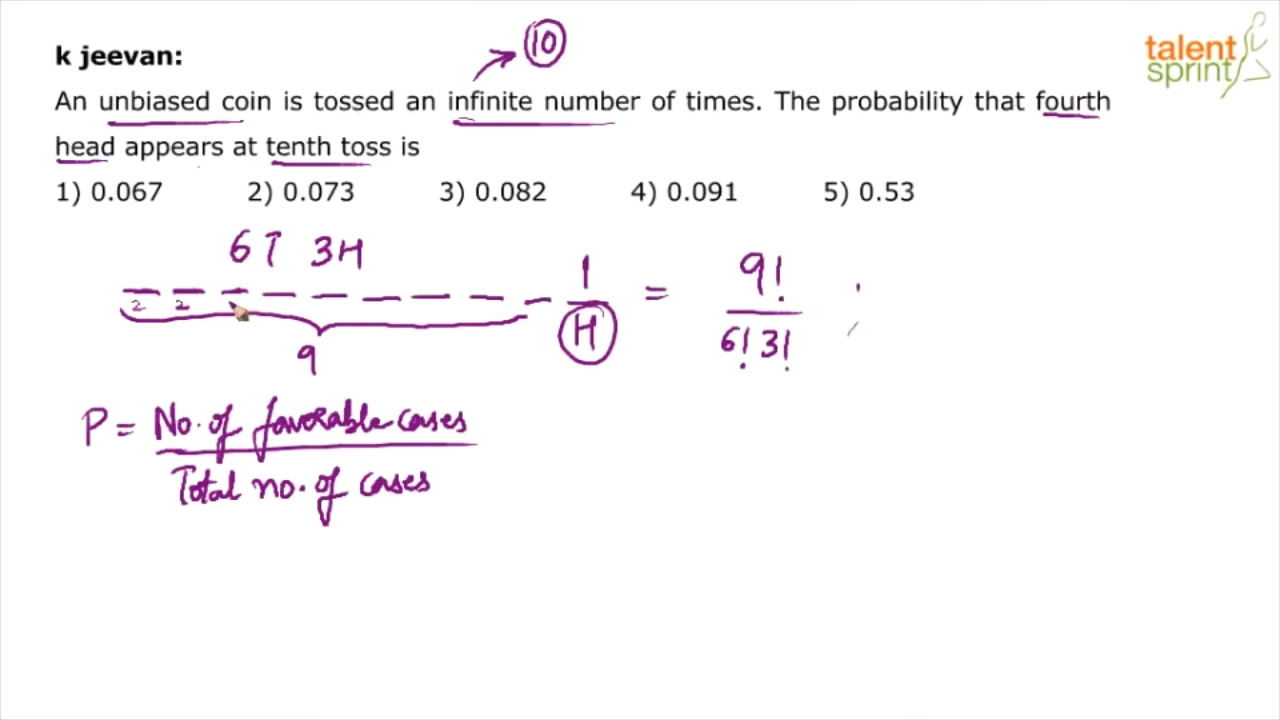 10
k jeevan:
talent
sprint
An unbiased coin is tossed an infinite number of times. The probability that fourth
head appears at tenth toss is
1) 0.067 2) 0.073 3) 0.082 4) 0.091 5) 0.53
6T 3H
2 2
1
H
=
9!
6! 3!
9
P = No. of favorable cases
Total no. of cases